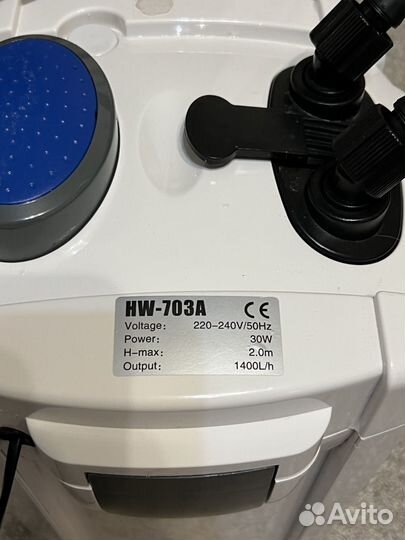 HW-703A CE
Voltage: 220-240V/50Hz
Power: 30W
H-max: 2.0m
Output: 1400L/h
Avito